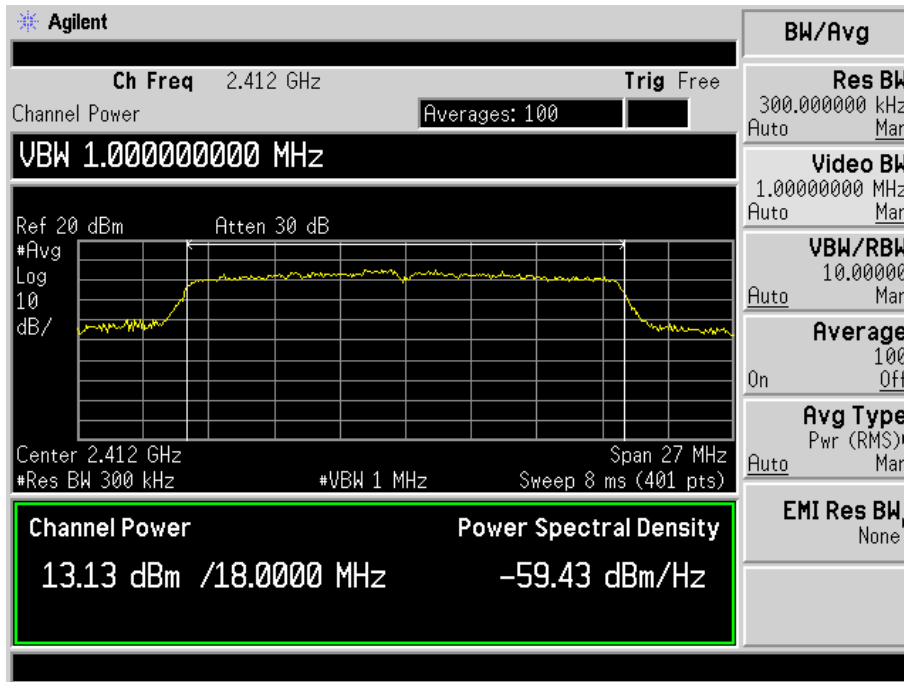 Agilent
Ch Freq 2.412 GHz Trig Free
Channel Power Averages: 100
VBW 1.000000000 MHz
Ref 20 dBm Atten 30 dB
#Avg
Log
10
dB/
Center 2.412 GHz Span 27 MHz
#Res BW 300 kHz #VBW 1 MHz Sweep 8 ms (401 pts)
Channel Power Power Spectral Density
13.13 dBm /18.0000 MHz -59.43 dBm/Hz
BW/Avg
Res BW
300.000000 kHz
Auto Man
Video BW
1.00000000 MHz
Auto Man
VBW/RBW
10.00000
Auto Man
Average
100
On Off
Avg Type
Pwr (RMS)
Auto Man
EMI Res BW
None